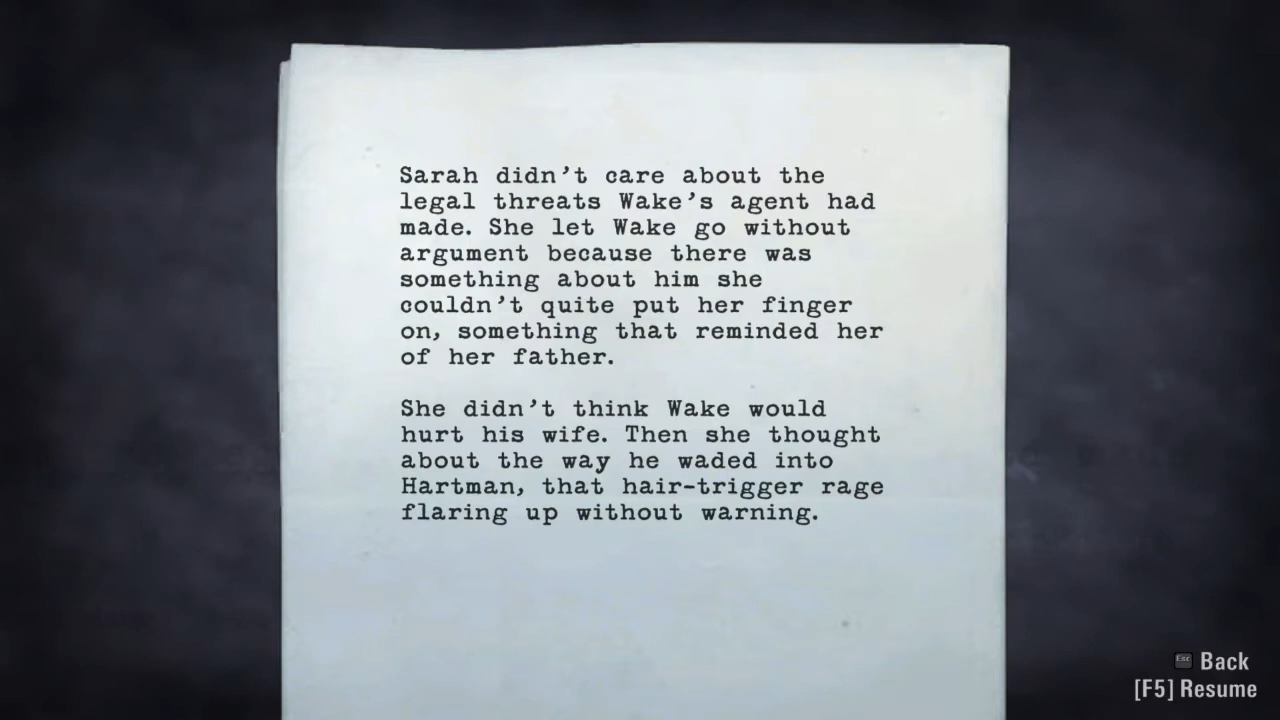 Sarah didn’t care about the
legal threats Wake’s agent had
made. She let Wake go without
argument because there was
something about him she
couldn’t quite put her finger
on, something that reminded her
of her father.
She didn’t think Wake would
hurt his wife. Then she thought
about the way he waded into
Hartman, that hair-trigger rage
flaring up without warning.
Esc Back
[F5] Resume